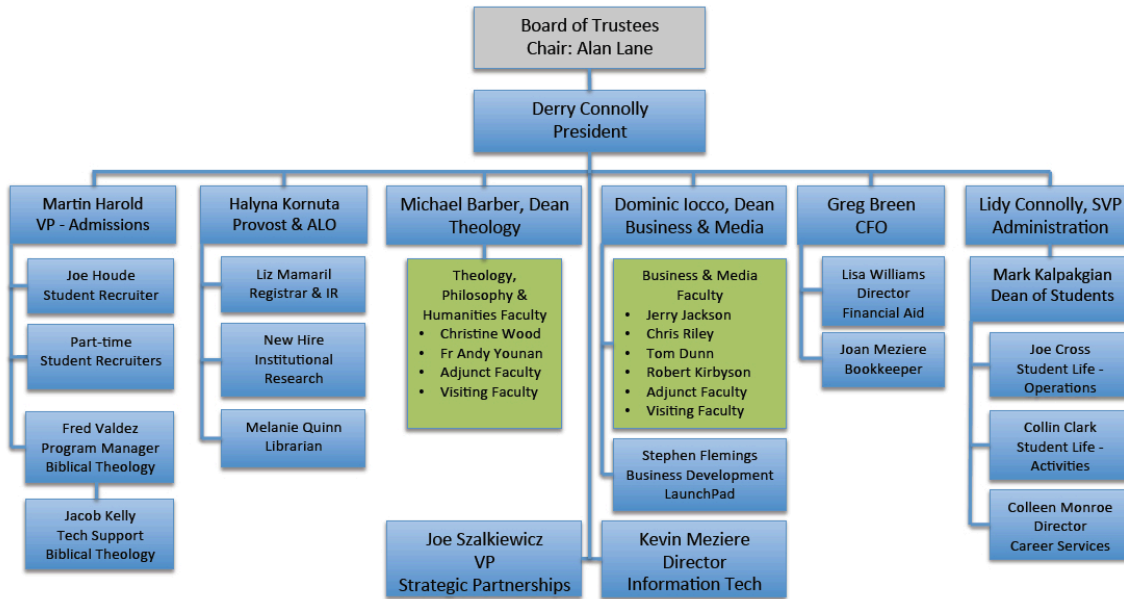 Board of Trustees
Chair: Alan Lane
Derry Connolly
President
Martin Harold
VP - Admissions
Joe Houde
Student Recruiter
Part-time
Student Recruiters
Fred Valdez
Program Manager
Biblical Theology
Jacob Kelly
Tech Support
Biblical Theology
Halyna Kornuta
Provost & ALO
Liz Mamaril
Registrar & IR
New Hire
Institutional
Research
Melanie Quinn
Librarian
Michael Barber, Dean
Theology
Theology,
Philosophy &
Humanities Faculty
• Christine Wood
• Fr Andy Younan
• Adjunct Faculty
• Visiting Faculty
Dominic Iocco, Dean
Business & Media
Business & Media
Faculty
• Jerry Jackson
• Chris Riley
• Tom Dunn
• Robert Kirbyson
• Adjunct Faculty
• Visiting Faculty
Stephen Flemings
Business Development
LaunchPad
Greg Breen
CFO
Lisa Williams
Director
Financial Aid
Joan Meziere
Bookkeeper
Lidy Connolly, SVP
Administration
Mark Kalpakgian
Dean of Students
Joe Cross
Student Life -
Operations
Collin Clark
Student Life -
Activities
Colleen Monroe
Director
Career Services
Joe Szalkiewicz
VP
Strategic Partnerships
Kevin Meziere
Director
Information Tech